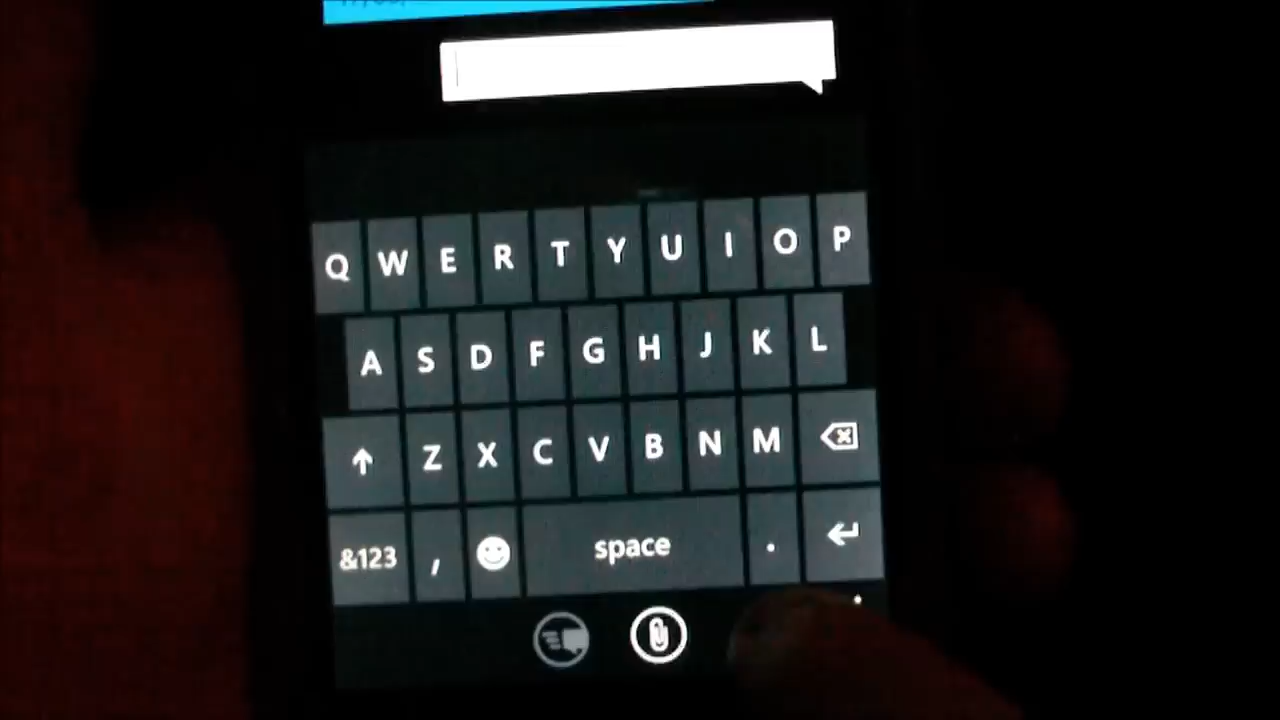 Q W E R T Y U I O P
A S D F G H J K L
Z X C V B N M
&123 , space .